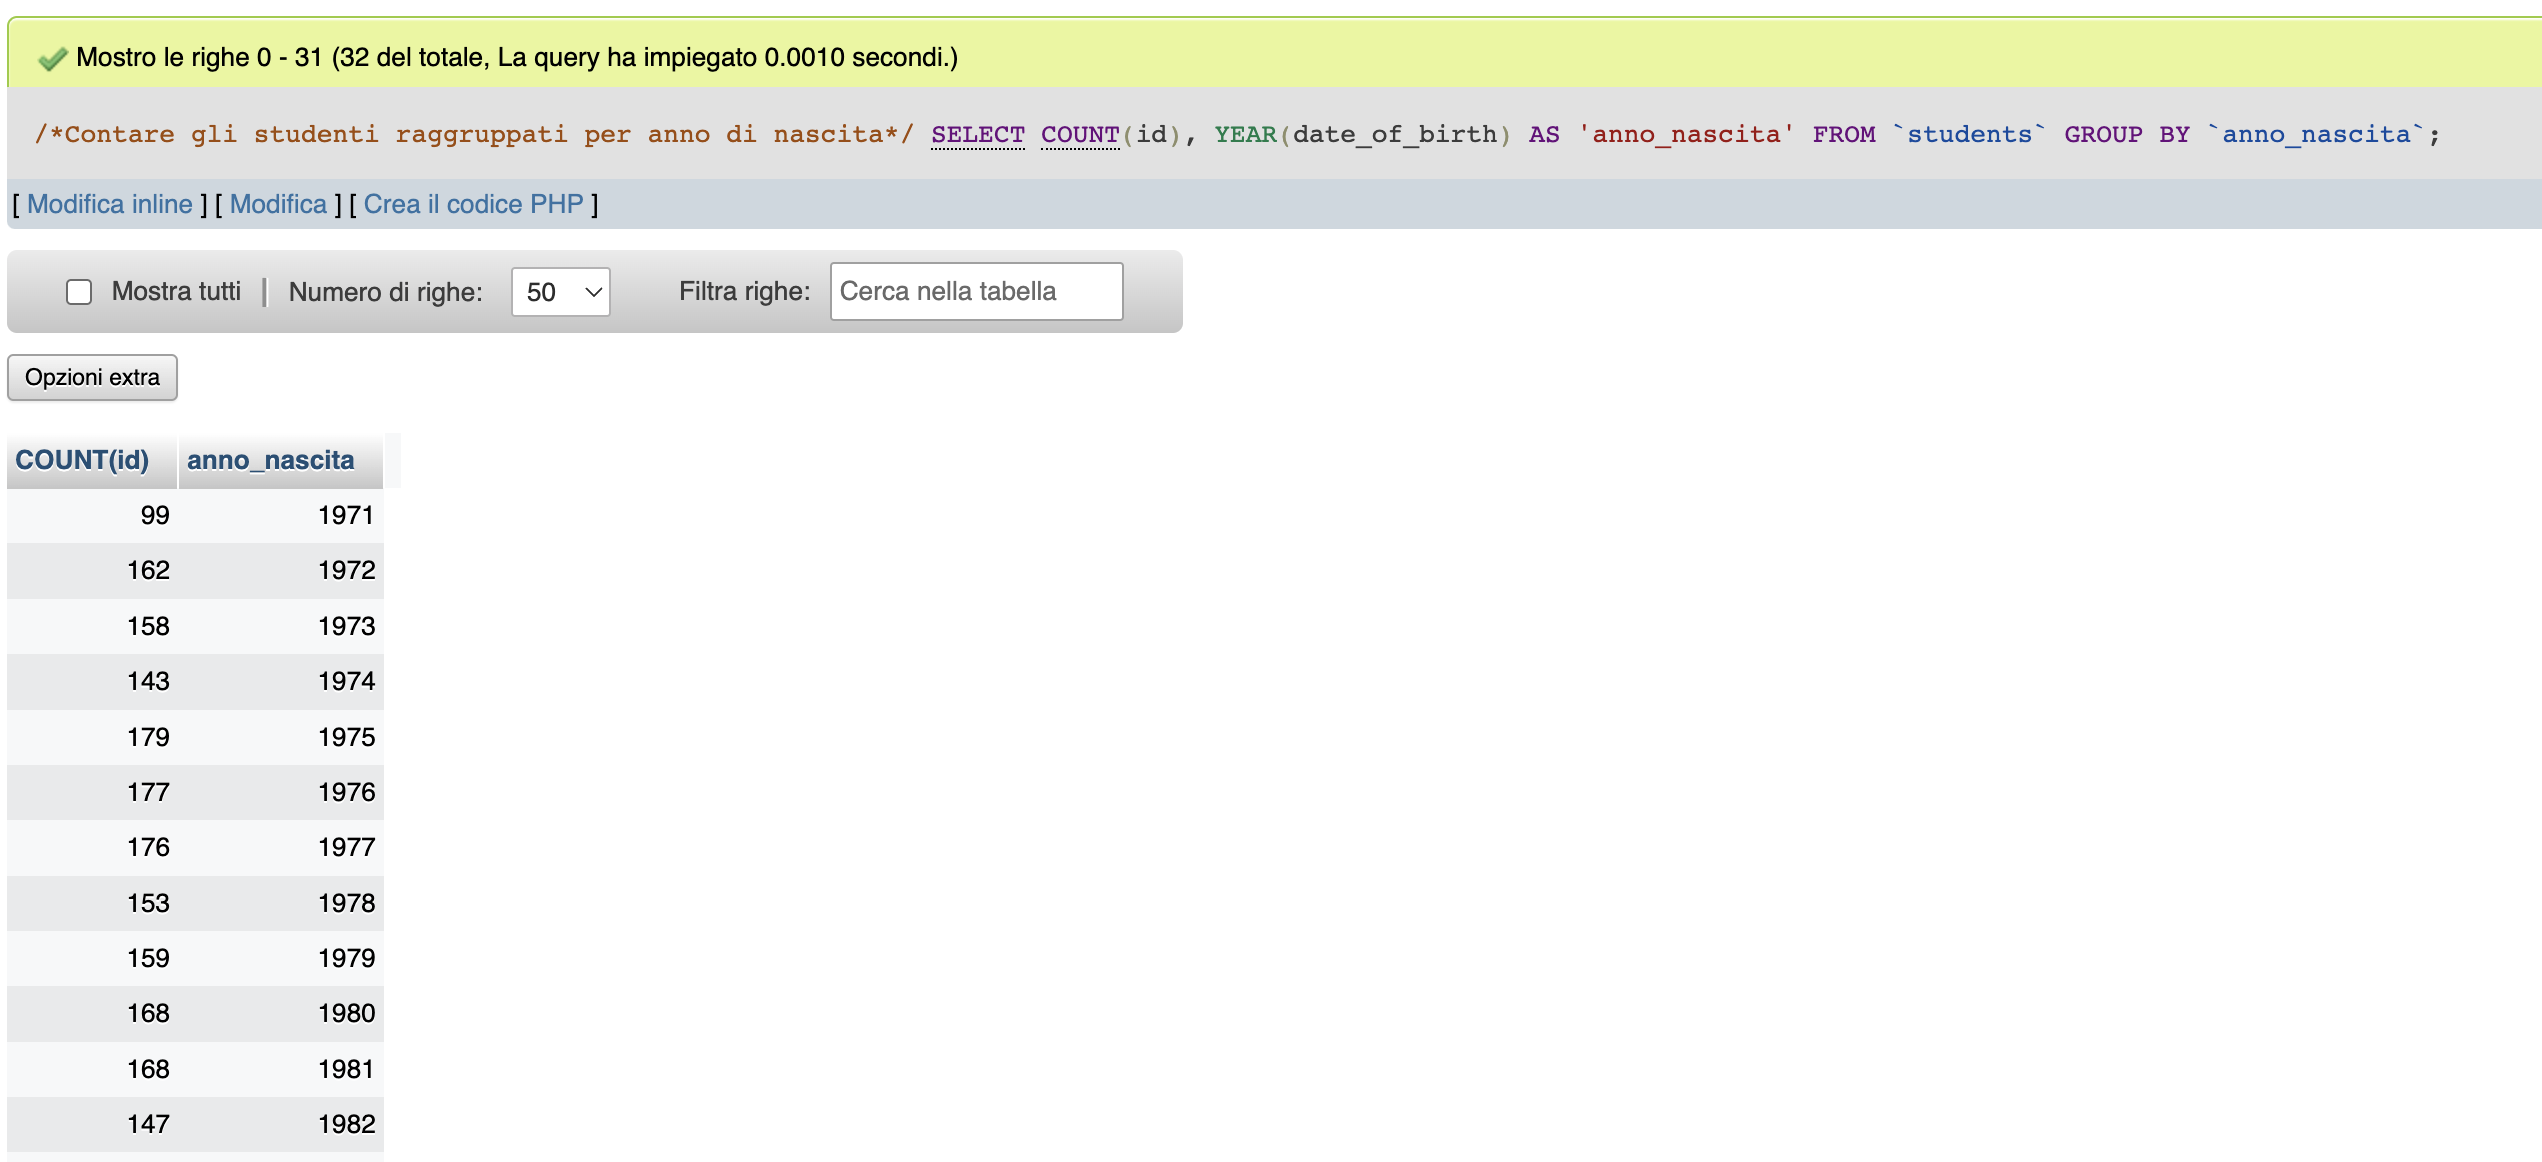 Mostro le righe 0 - 31 (32 del totale, La query ha impiegato 0.0010 secondi.)
/*Contare gli studenti raggruppati per anno di nascita*/ SELECT COUNT(id), YEAR(date_of_birth) AS 'anno_nascita' FROM `students` GROUP BY `anno_nascita`;
[ Modifica inline ] [ Modifica ] [ Crea il codice PHP ]
Mostra tutti | Numero di righe: 50 Filtra righe: Cerca nella tabella
Opzioni extra
COUNT(id) anno_nascita
99 1971
162 1972
158 1973
143 1974
179 1975
177 1976
176 1977
153 1978
159 1979
168 1980
168 1981
147 1982